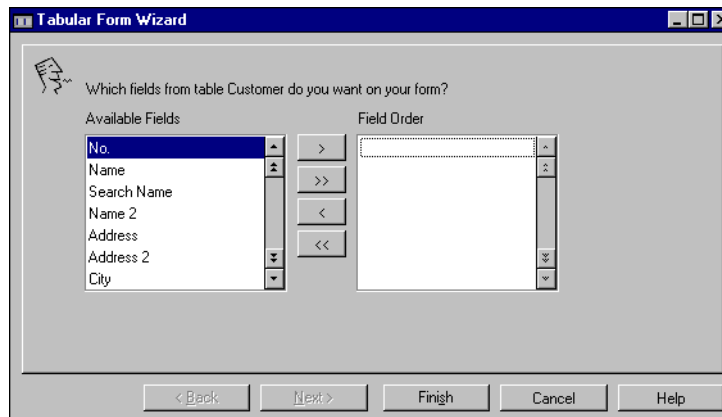 Tabular Form Wizard
Which fields from table Customer do you want on your form?
Available Fields
Field Order
No.
Name
Search Name
Name 2
Address
Address 2
City
>
>>
<
<<
< Back
Next >
Finish
Cancel
Help